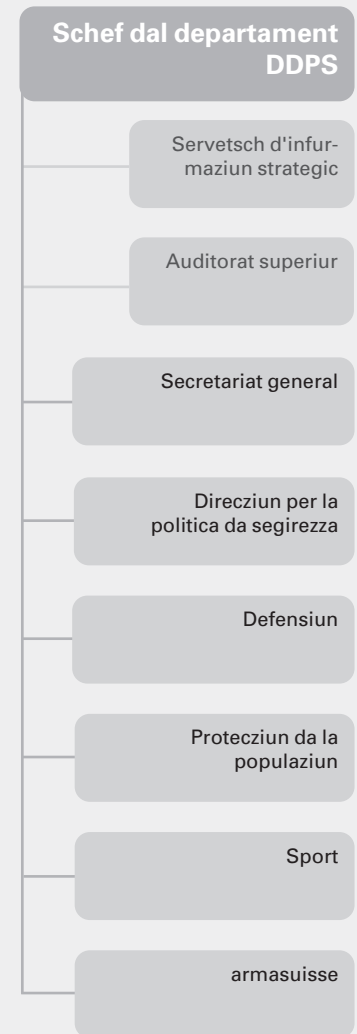 Schef dal departament
DDPS
Servetsch d'infur-
maziun strategic
Auditorat superiur
Secretariat general
Direcziun per la
politica da segirezza
Defensiun
Protecziun da la
populaziun
Sport
armasuisse